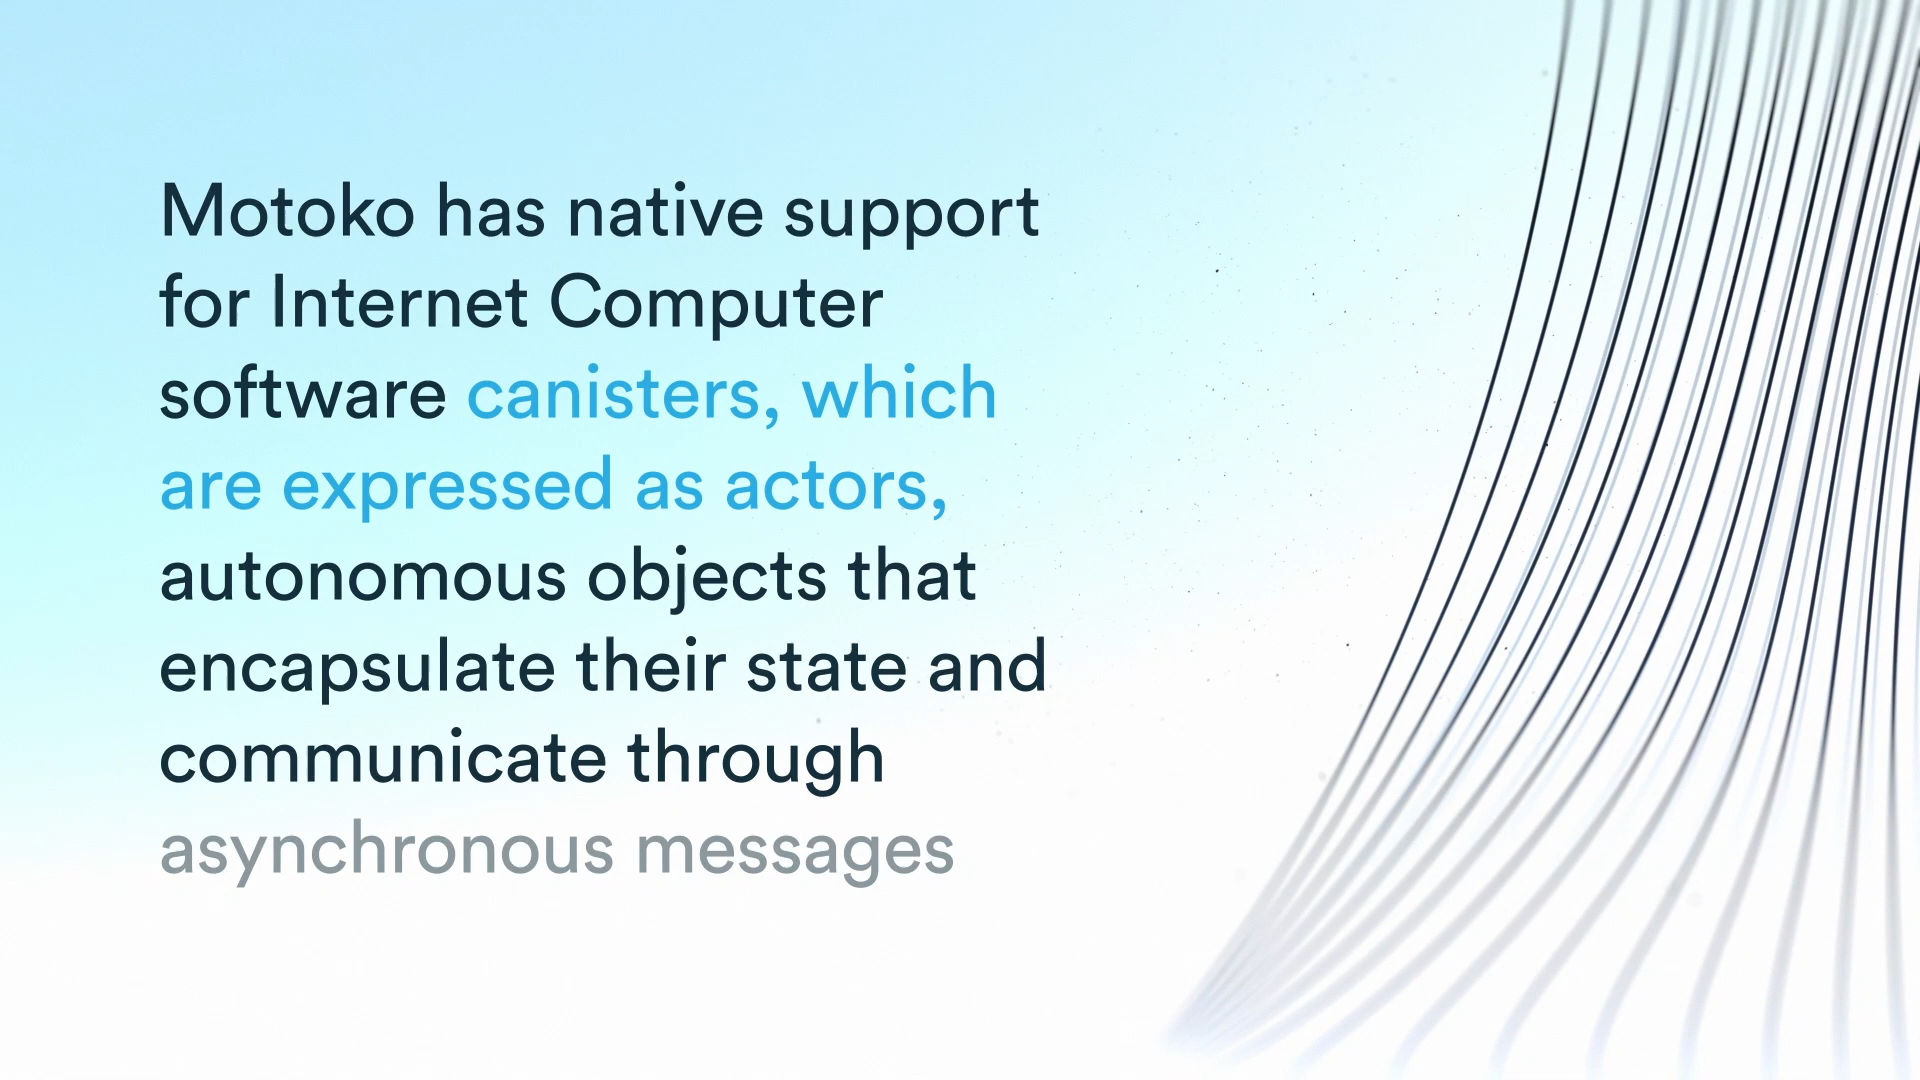 Motoko has native support
for Internet Computer
software canisters, which
are expressed as actors,
autonomous objects that
encapsulate their state and
communicate through
asynchronous messages